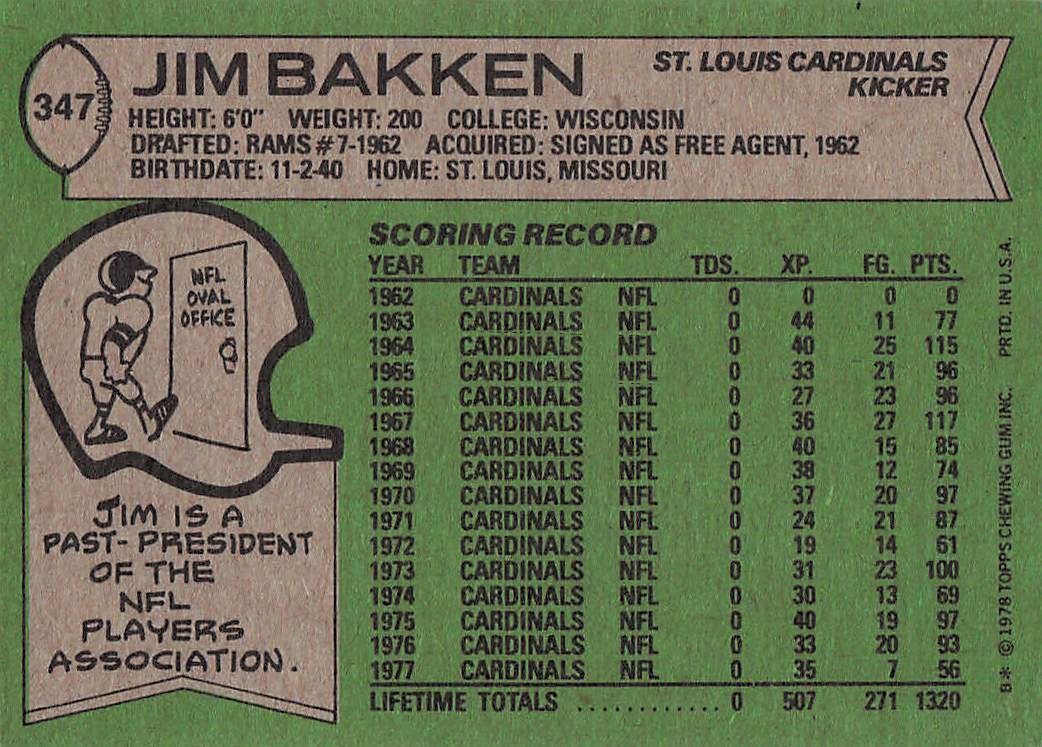 347
JIM BAKKEN
ST. LOUIS CARDINALS
KICKER
HEIGHT: 6'0" WEIGHT: 200 COLLEGE: WISCONSIN
DRAFTED: RAMS #7-1962 ACQUIRED: SIGNED AS FREE AGENT, 1962
BIRTHDATE: 11-2-40 HOME: ST. LOUIS, MISSOURI
NFL
OVAL
OFFICE
JIM IS A
PAST-PRESIDENT
OF THE
NFL
PLAYERS
ASSOCIATION.
SCORING RECORD
YEAR TEAM TDS. XP. FG. PTS.
1962 CARDINALS NFL 0 0 0 0
1963 CARDINALS NFL 0 44 11 77
1964 CARDINALS NFL 0 40 25 115
1965 CARDINALS NFL 0 33 21 96
1966 CARDINALS NFL 0 27 23 96
1967 CARDINALS NFL 0 36 27 117
1968 CARDINALS NFL 0 40 15 85
1969 CARDINALS NFL 0 38 12 74
1970 CARDINALS NFL 0 37 20 97
1971 CARDINALS NFL 0 24 21 87
1972 CARDINALS NFL 0 19 14 61
1973 CARDINALS NFL 0 31 23 100
1974 CARDINALS NFL 0 30 13 69
1975 CARDINALS NFL 0 40 19 97
1976 CARDINALS NFL 0 33 20 93
1977 CARDINALS NFL 0 35 7 56
LIFETIME TOTALS ............ 0 507 271 1320
B* ©1978 TOPPS CHEWING GUM INC. PRTD. IN U.S.A.